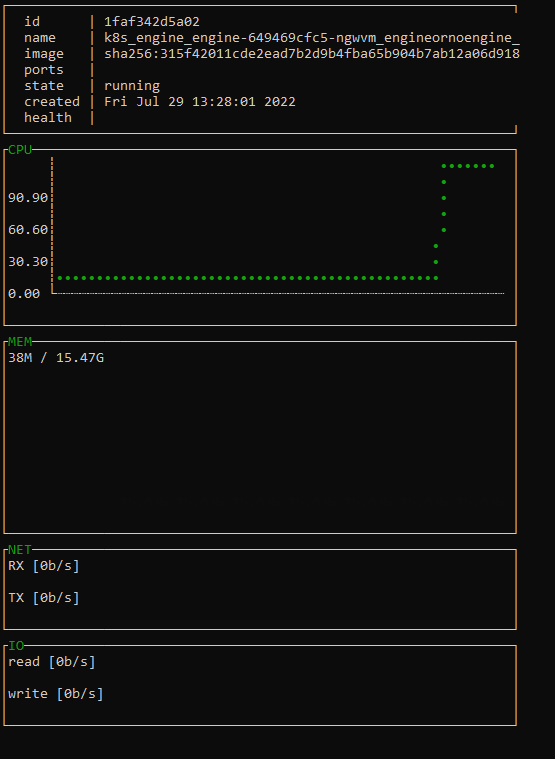 id | 1faf342d5a02
name | k8s_engine_engine-649469cfc5-ngwvm_engineornoengine_
image | sha256:315f42011cde2ead7b2d9b4fba65b904b7ab12a06d918
ports |
state | running
created | Fri Jul 29 13:28:01 2022
health |
CPU
90.90
60.60
30.30
0.00
MEM
38M / 15.47G
NET
RX [0b/s]
TX [0b/s]
IO
read [0b/s]
write [0b/s]